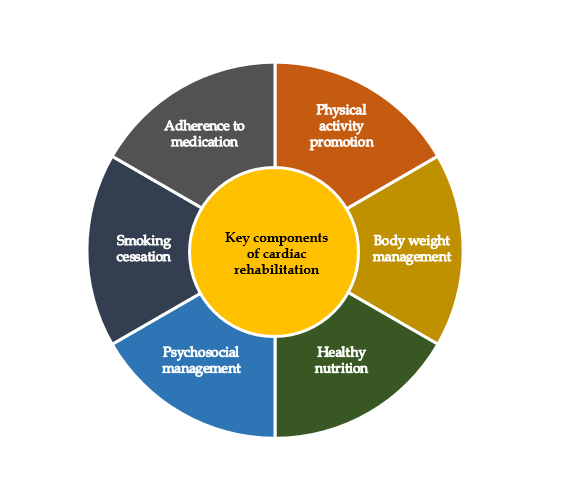 Key components
of cardiac
rehabilitation
Physical
activity
promotion
Body weight
management
Healthy
nutrition
Psychosocial
management
Smoking
cessation
Adherence to
medication